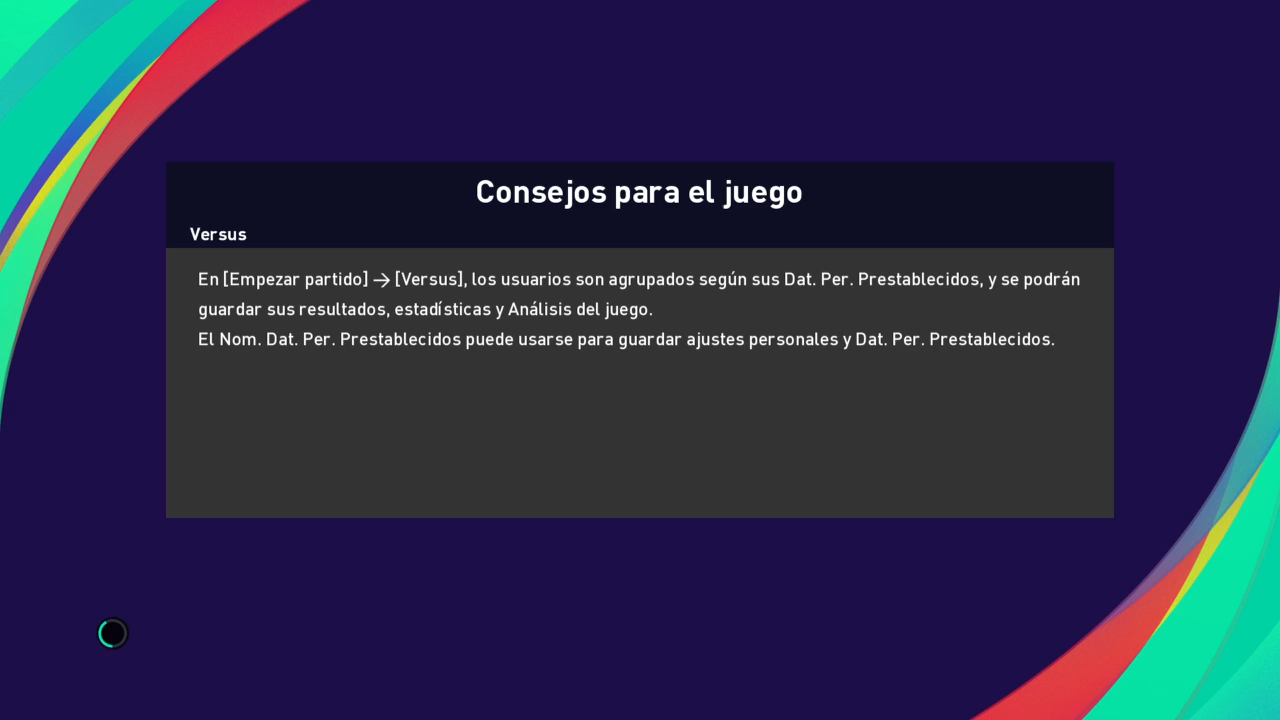 Consejos para el juego
Versus
En [Empezar partido] → [Versus], los usuarios son agrupados según sus Dat. Per. Prestablecidos, y se podrán
guardar sus resultados, estadísticas y Análisis del juego.
El Nom. Dat. Per. Prestablecidos puede usarse para guardar ajustes personales y Dat. Per. Prestablecidos.